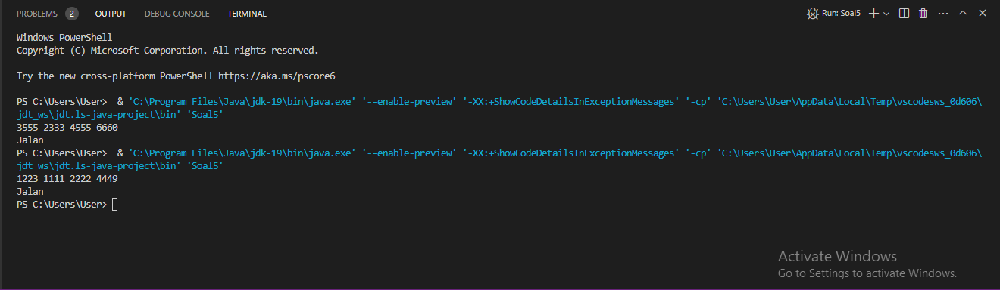 PROBLEMS 2 OUTPUT DEBUG CONSOLE TERMINAL Run: Soal5
Windows PowerShell
Copyright (C) Microsoft Corporation. All rights reserved.
Try the new cross-platform PowerShell https://aka.ms/pscore6
PS C:\Users\User>  & 'C:\Program Files\Java\jdk-19\bin\java.exe' '--enable-preview' '-XX:+ShowCodeDetailsInExceptionMessages' '-cp' 'C:\Users\User\AppData\Local\Temp\vscodesws_0d606\
jdt_ws\jdt.ls-java-project\bin' 'Soal5'
3555 2333 4555 6660
Jalan
PS C:\Users\User>  & 'C:\Program Files\Java\jdk-19\bin\java.exe' '--enable-preview' '-XX:+ShowCodeDetailsInExceptionMessages' '-cp' 'C:\Users\User\AppData\Local\Temp\vscodesws_0d606\
jdt_ws\jdt.ls-java-project\bin' 'Soal5'
1223 1111 2222 4449
Jalan
PS C:\Users\User>
Activate Windows
Go to Settings to activate Windows.